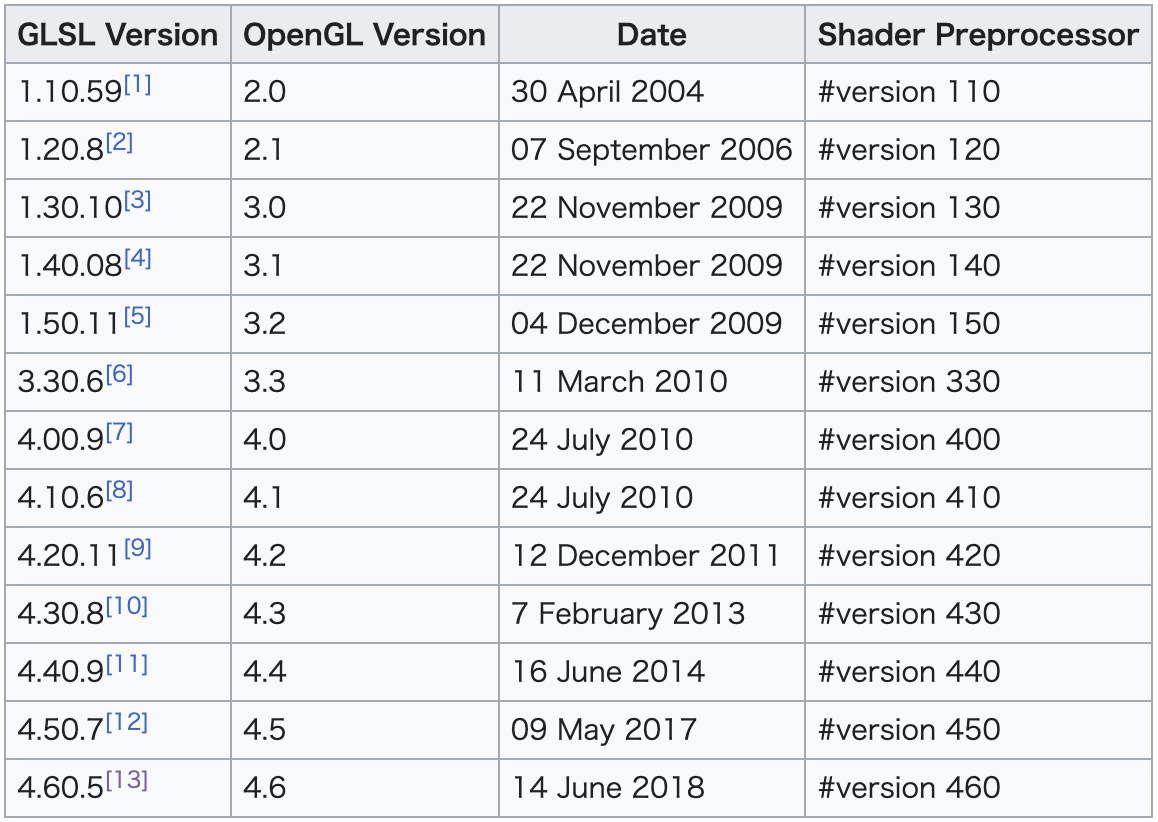 GLSL Version OpenGL Version Date Shader Preprocessor
1.10.59[1] 2.0 30 April 2004 #version 110
1.20.8[2] 2.1 07 September 2006 #version 120
1.30.10[3] 3.0 22 November 2009 #version 130
1.40.08[4] 3.1 22 November 2009 #version 140
1.50.11[5] 3.2 04 December 2009 #version 150
3.30.6[6] 3.3 11 March 2010 #version 330
4.00.9[7] 4.0 24 July 2010 #version 400
4.10.6[8] 4.1 24 July 2010 #version 410
4.20.11[9] 4.2 12 December 2011 #version 420
4.30.8[10] 4.3 7 February 2013 #version 430
4.40.9[11] 4.4 16 June 2014 #version 440
4.50.7[12] 4.5 09 May 2017 #version 450
4.60.5[13] 4.6 14 June 2018 #version 460